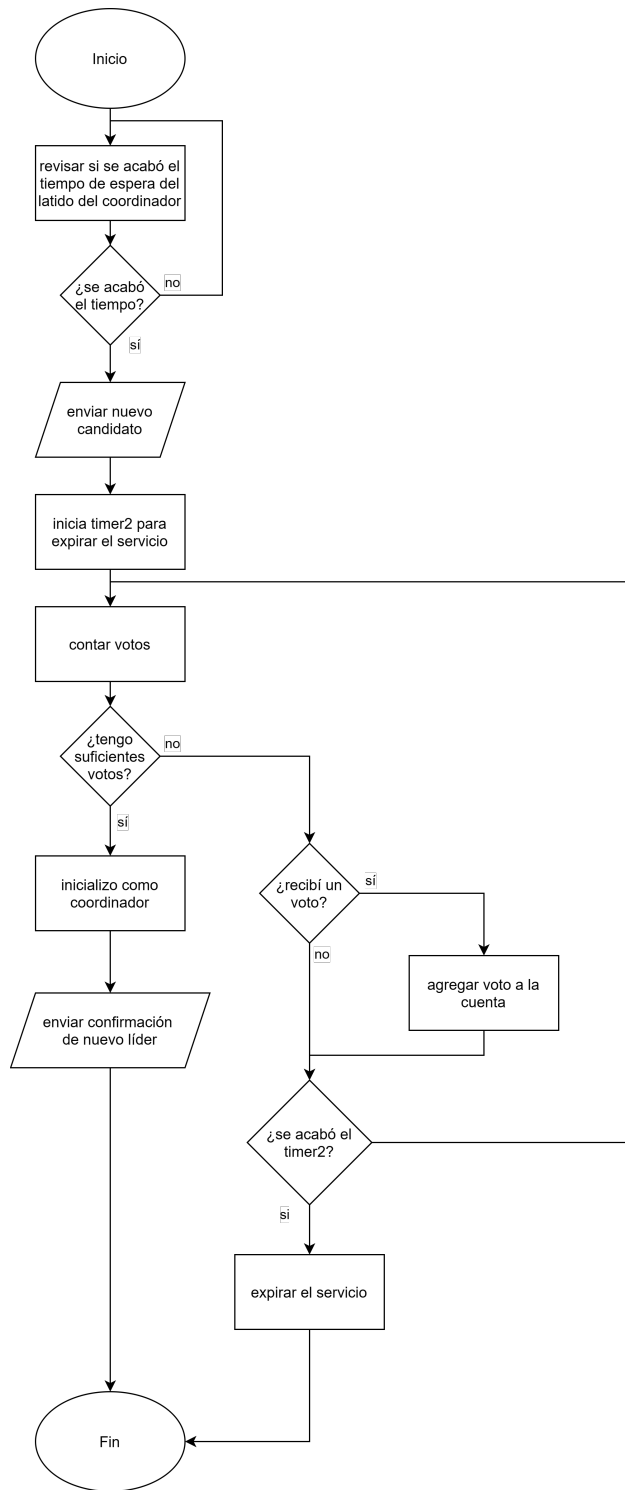 Inicio
revisar si se acabó el
tiempo de espera del
latido del coordinador
¿se acabó
el tiempo?
no
sí
enviar nuevo
candidato
inicia timer2 para
expirar el servicio
contar votos
¿tengo
suficientes
votos?
no
sí
inicializo como
coordinador
¿recibí un
voto?
sí
no
agregar voto a la
cuenta
enviar confirmación
de nuevo líder
¿se acabó el
timer2?
si
expirar el servicio
Fin